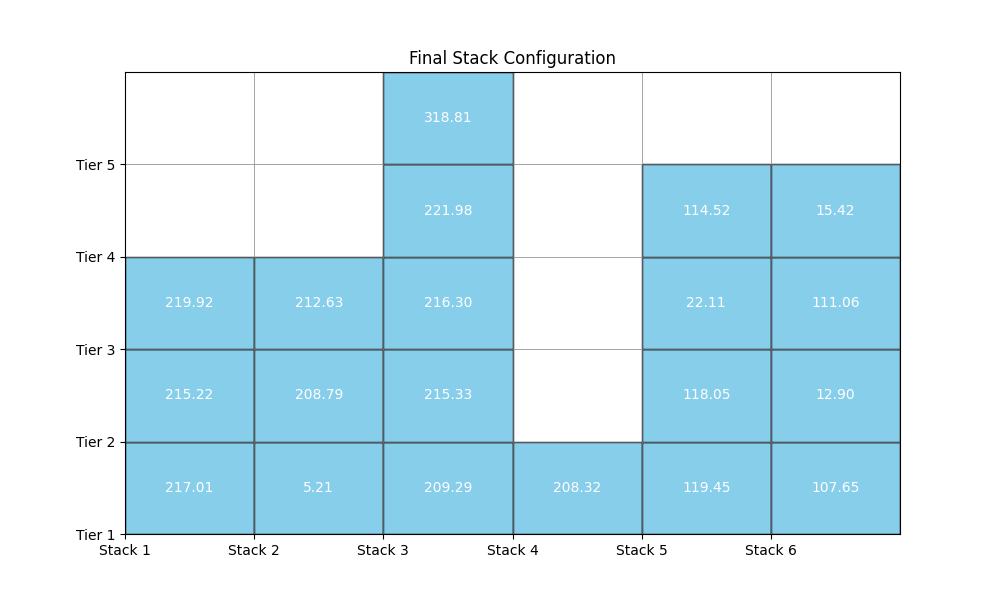 Final Stack Configuration
318.81
Tier 5
221.98 114.52 15.42
Tier 4
219.92 212.63 216.30 22.11 111.06
Tier 3
215.22 208.79 215.33 118.05 12.90
Tier 2
217.01 5.21 209.29 208.32 119.45 107.65
Tier 1
Stack 1 Stack 2 Stack 3 Stack 4 Stack 5 Stack 6